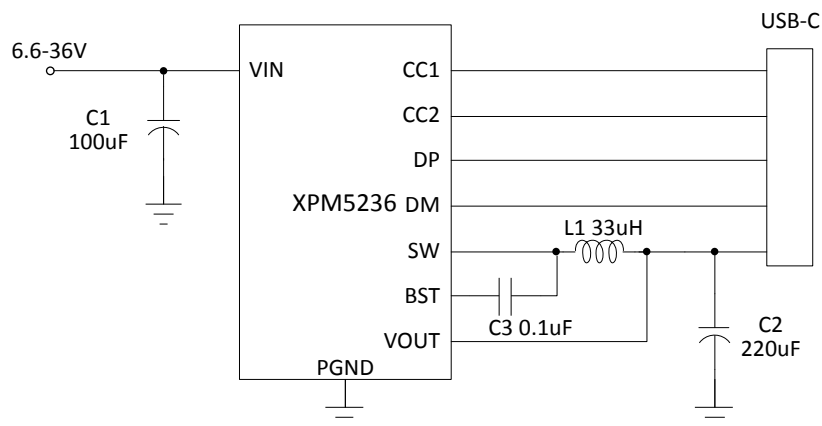 USB-C
6.6-36V
VIN
CC1
C1
100uF
CC2
DP
XPM5236
DM
L1 33uH
SW
BST
C3 0.1uF
VOUT
C2
220uF
PGND